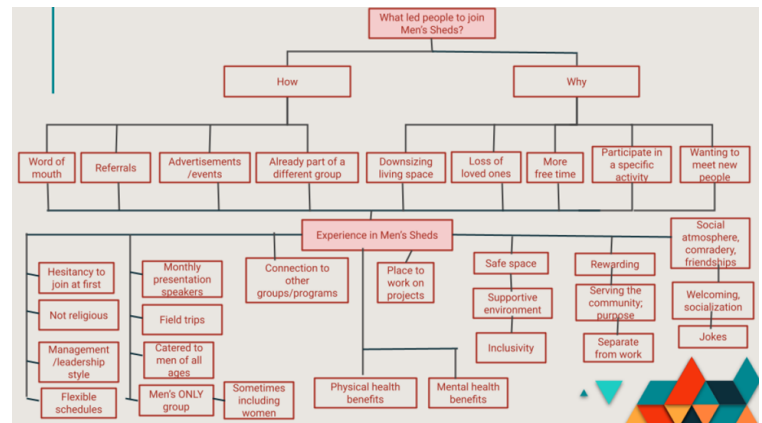 What led people to join
Men's Sheds?
How
Why
Word of
mouth
Referrals
Advertisements
/events
Already part of a
different group
Downsizing
living space
Loss of
loved ones
More
free time
Participate in
a specific
activity
Wanting to
meet new
people
Experience in Men's Sheds
Hesitancy to
join at first
Not religious
Management
/leadership
style
Flexible
schedules
Monthly
presentation
speakers
Field trips
Catered to
men of all
ages
Men's ONLY
group
Sometimes
including
women
Connection to
other
groups/programs
Physical health
benefits
Mental health
benefits
Place to
work on
projects
Safe space
Supportive
environment
Inclusivity
Rewarding
Serving the
community;
purpose
Separate
from work
Social
atmosphere,
comradery,
friendships
Welcoming,
socialization
Jokes